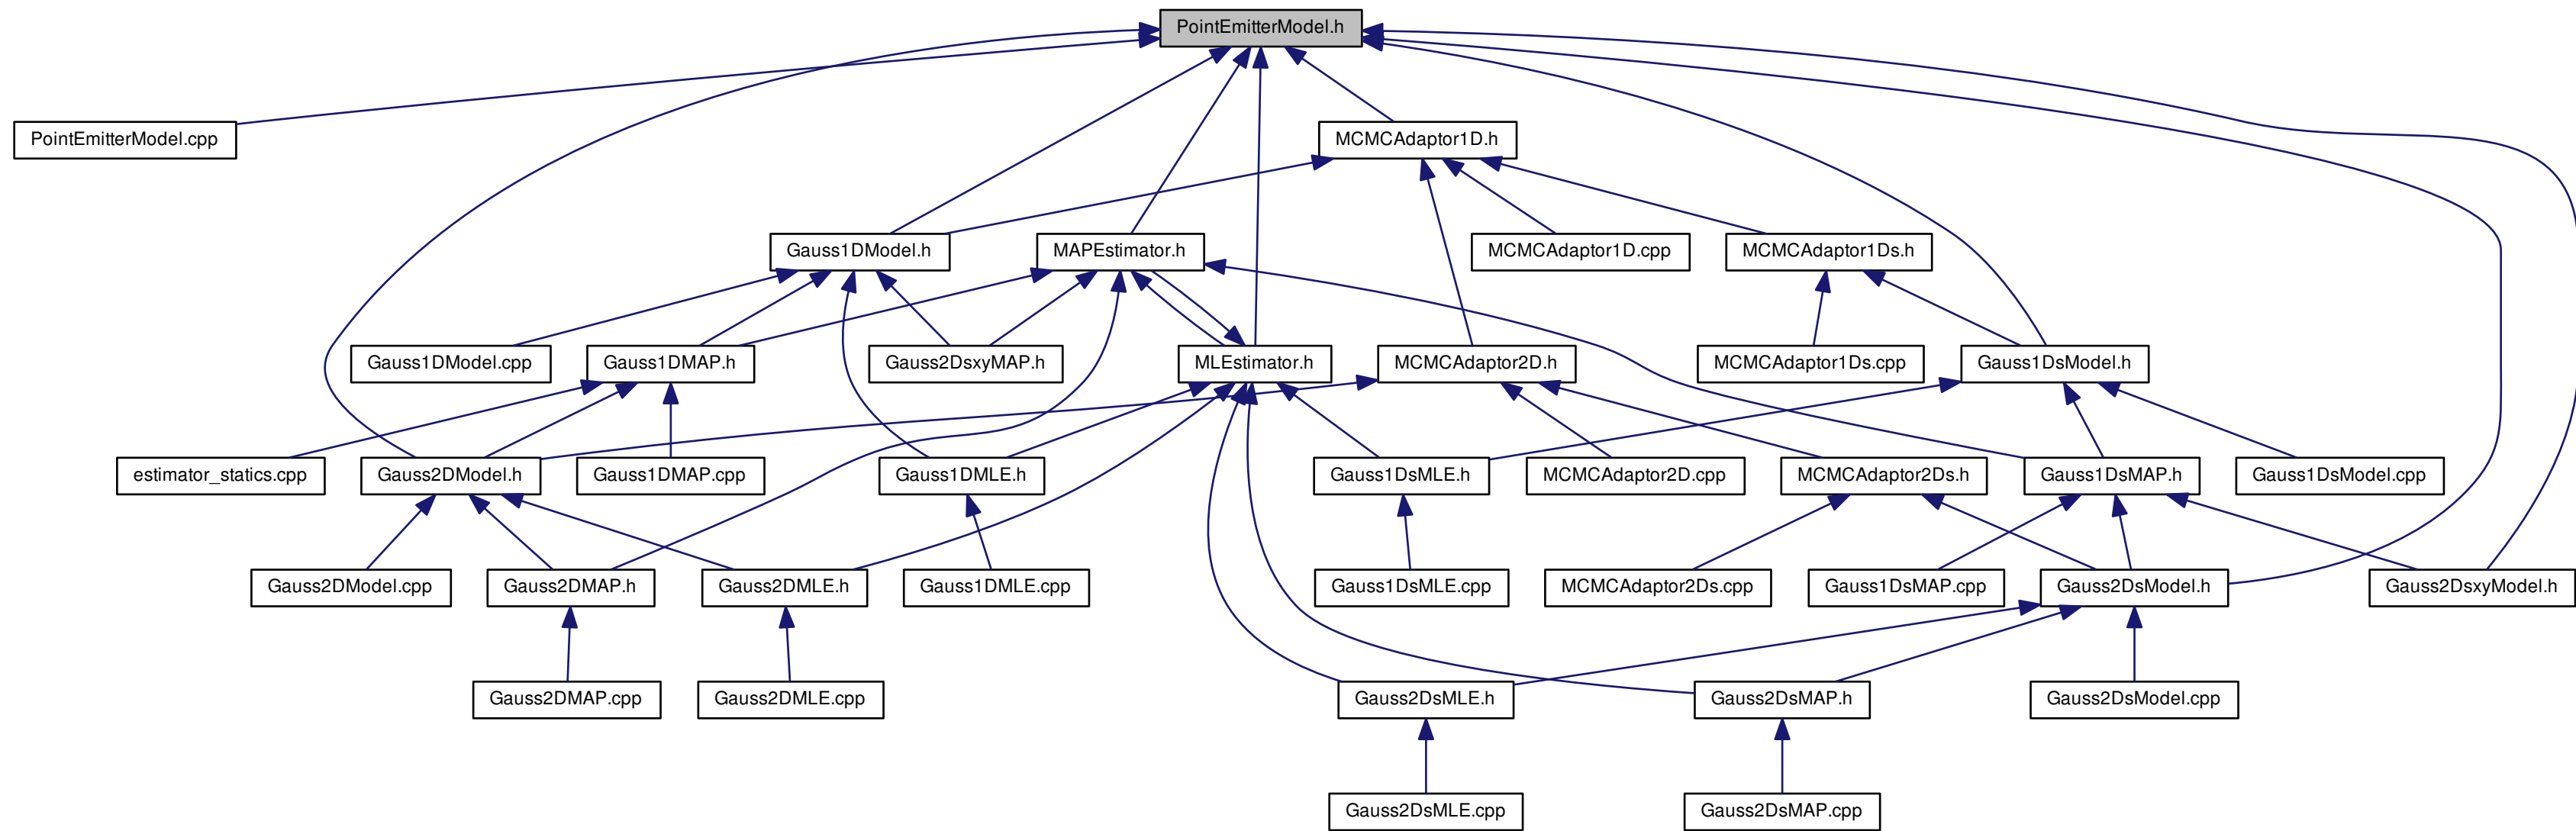 PointEmitterModel.h
PointEmitterModel.cpp
MCMCAdaptor1D.h
Gauss1DModel.h
MAPEstimator.h
MCMCAdaptor1D.cpp
MCMCAdaptor1Ds.h
Gauss1DModel.cpp
Gauss1DMAP.h
Gauss2DsxyMAP.h
MLEstimator.h
MCMCAdaptor2D.h
MCMCAdaptor1Ds.cpp
Gauss1DsModel.h
estimator_statics.cpp
Gauss2DModel.h
Gauss1DMAP.cpp
Gauss1DMLE.h
Gauss1DsMLE.h
MCMCAdaptor2D.cpp
MCMCAdaptor2Ds.h
Gauss1DsMAP.h
Gauss1DsModel.cpp
Gauss2DModel.cpp
Gauss2DMAP.h
Gauss2DMLE.h
Gauss1DMLE.cpp
Gauss1DsMLE.cpp
MCMCAdaptor2Ds.cpp
Gauss1DsMAP.cpp
Gauss2DsModel.h
Gauss2DsxyModel.h
Gauss2DMAP.cpp
Gauss2DMLE.cpp
Gauss2DsMLE.h
Gauss2DsMAP.h
Gauss2DsModel.cpp
Gauss2DsMLE.cpp
Gauss2DsMAP.cpp